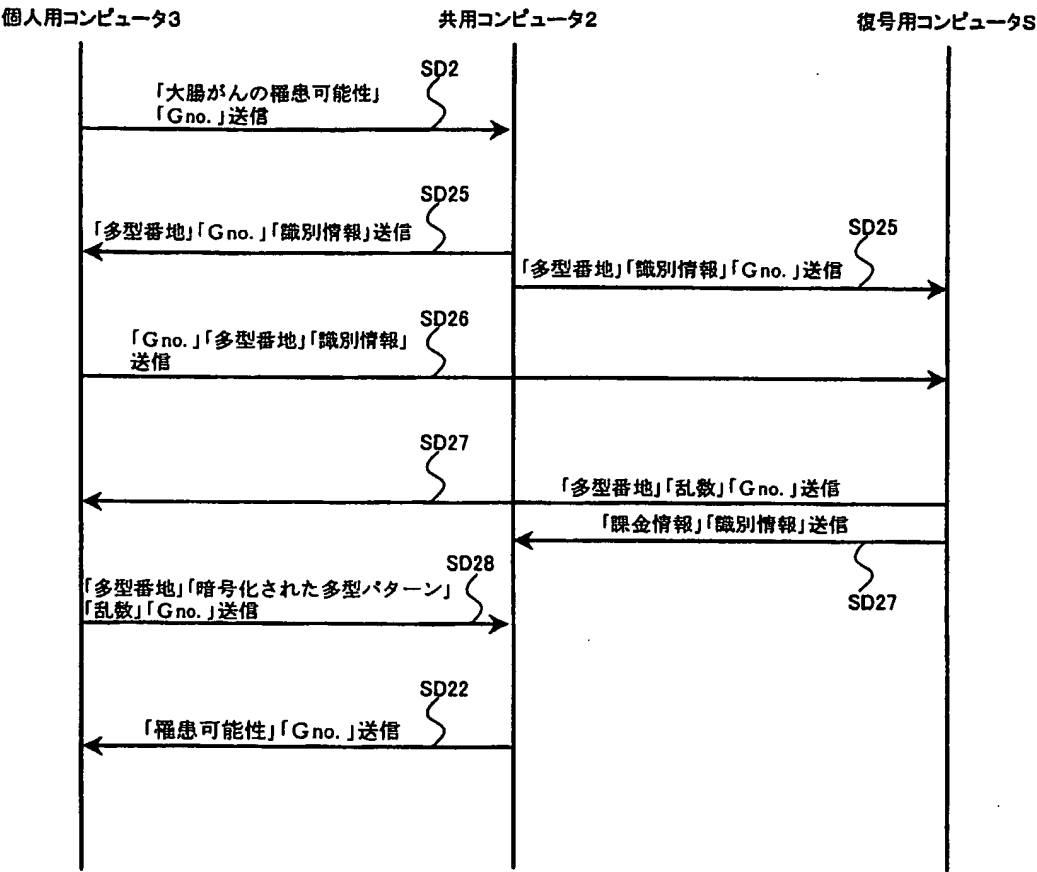 個人用コンピュータ3
共用コンピュータ2
復号用コンピュータS
SD2
「大腸がんの罹患可能性」
「Gno.」送信
SD25
「多型番地」「Gno.」「識別情報」送信
SD25
「多型番地」「識別情報」「Gno.」送信
SD26
「Gno.」「多型番地」「識別情報」
送信
SD27
「多型番地」「乱数」「Gno.」送信
「課金情報」「識別情報」送信
SD27
SD28
「多型番地」「暗号化された多型パターン」
「乱数」「Gno.」送信
SD22
「罹患可能性」「Gno.」送信